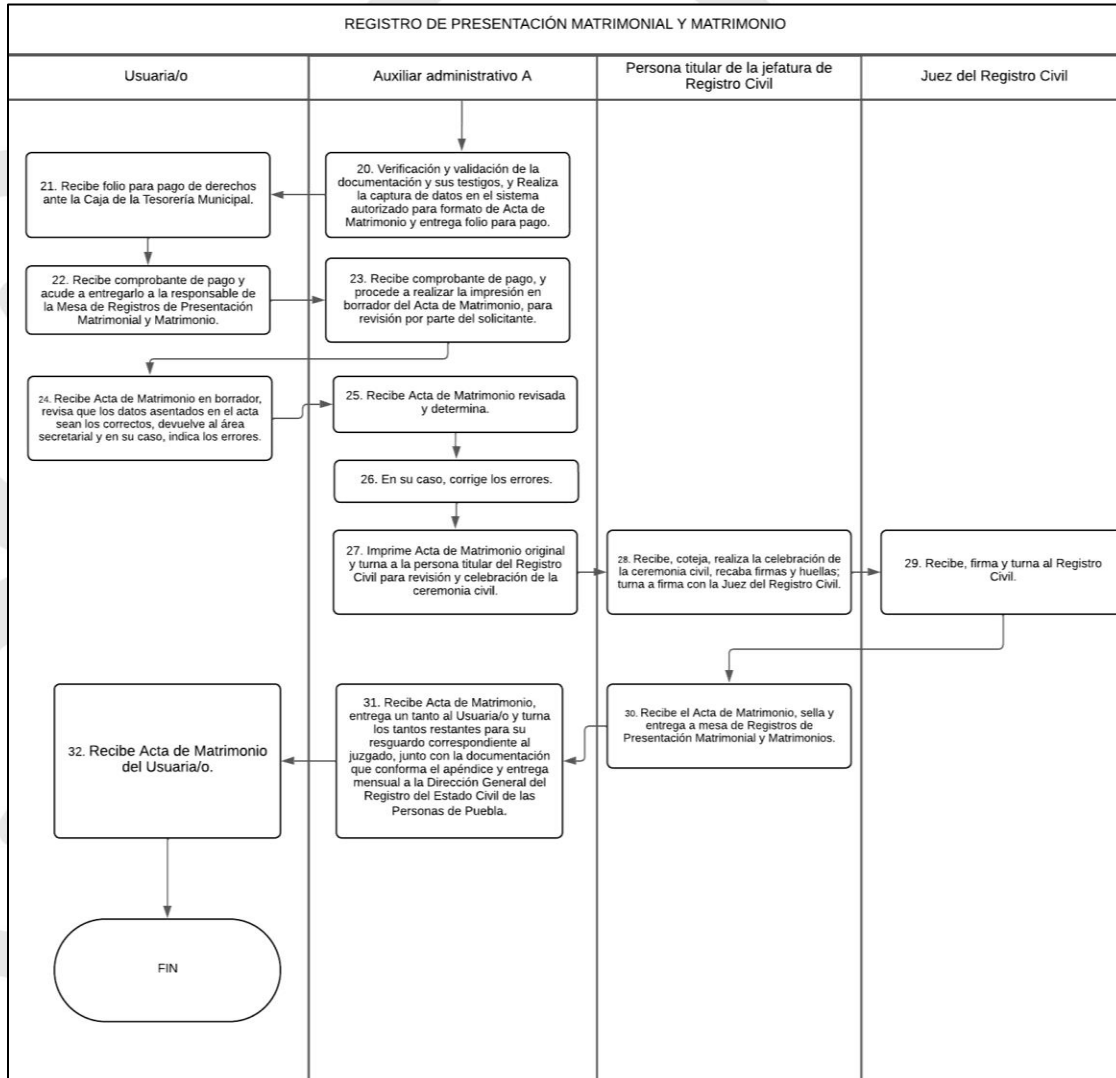 REGISTRO DE PRESENTACIÓN MATRIMONIAL Y MATRIMONIO
Usuaria/o
Auxiliar administrativo A
Persona titular de la jefatura de
Registro Civil
Juez del Registro Civil
20. Verificación y validación de la
documentación y sus testigos, y Realiza
la captura de datos en el sistema
autorizado para formato de Acta de
Matrimonio y entrega folio para pago.
21. Recibe folio para pago de derechos
ante la Caja de la Tesorería Municipal.
22. Recibe comprobante de pago y
acude a entregarlo a la responsable de
la Mesa de Registros de Presentación
Matrimonial y Matrimonio.
23. Recibe comprobante de pago, y
procede a realizar la impresión en
borrador del Acta de Matrimonio, para
revisión por parte del solicitante.
24. Recibe Acta de Matrimonio en borrador,
revisa que los datos asentados en el acta
sean los correctos, devuelve al área
secretarial y en su caso, indica los errores.
25. Recibe Acta de Matrimonio revisada
y determina.
26. En su caso, corrige los errores.
27. Imprime Acta de Matrimonio original
y turna a la persona titular del Registro
Civil para revisión y celebración de la
ceremonia civil.
28. Recibe, coteja, realiza la celebración de
la ceremonia civil, recaba firmas y huellas;
turna a firma con la Juez del Registro Civil.
29. Recibe, firma y turna al Registro
Civil.
30. Recibe el Acta de Matrimonio, sella y
entrega a mesa de Registros de
Presentación Matrimonial y Matrimonios.
31. Recibe Acta de Matrimonio,
entrega un tanto al Usuaria/o y turna
los tantos restantes para su
resguardo correspondiente al
juzgado, junto con la documentación
que conforma el apéndice y entrega
mensual a la Dirección General del
Registro del Estado Civil de las
Personas de Puebla.
32. Recibe Acta de Matrimonio
del Usuaria/o.
FIN